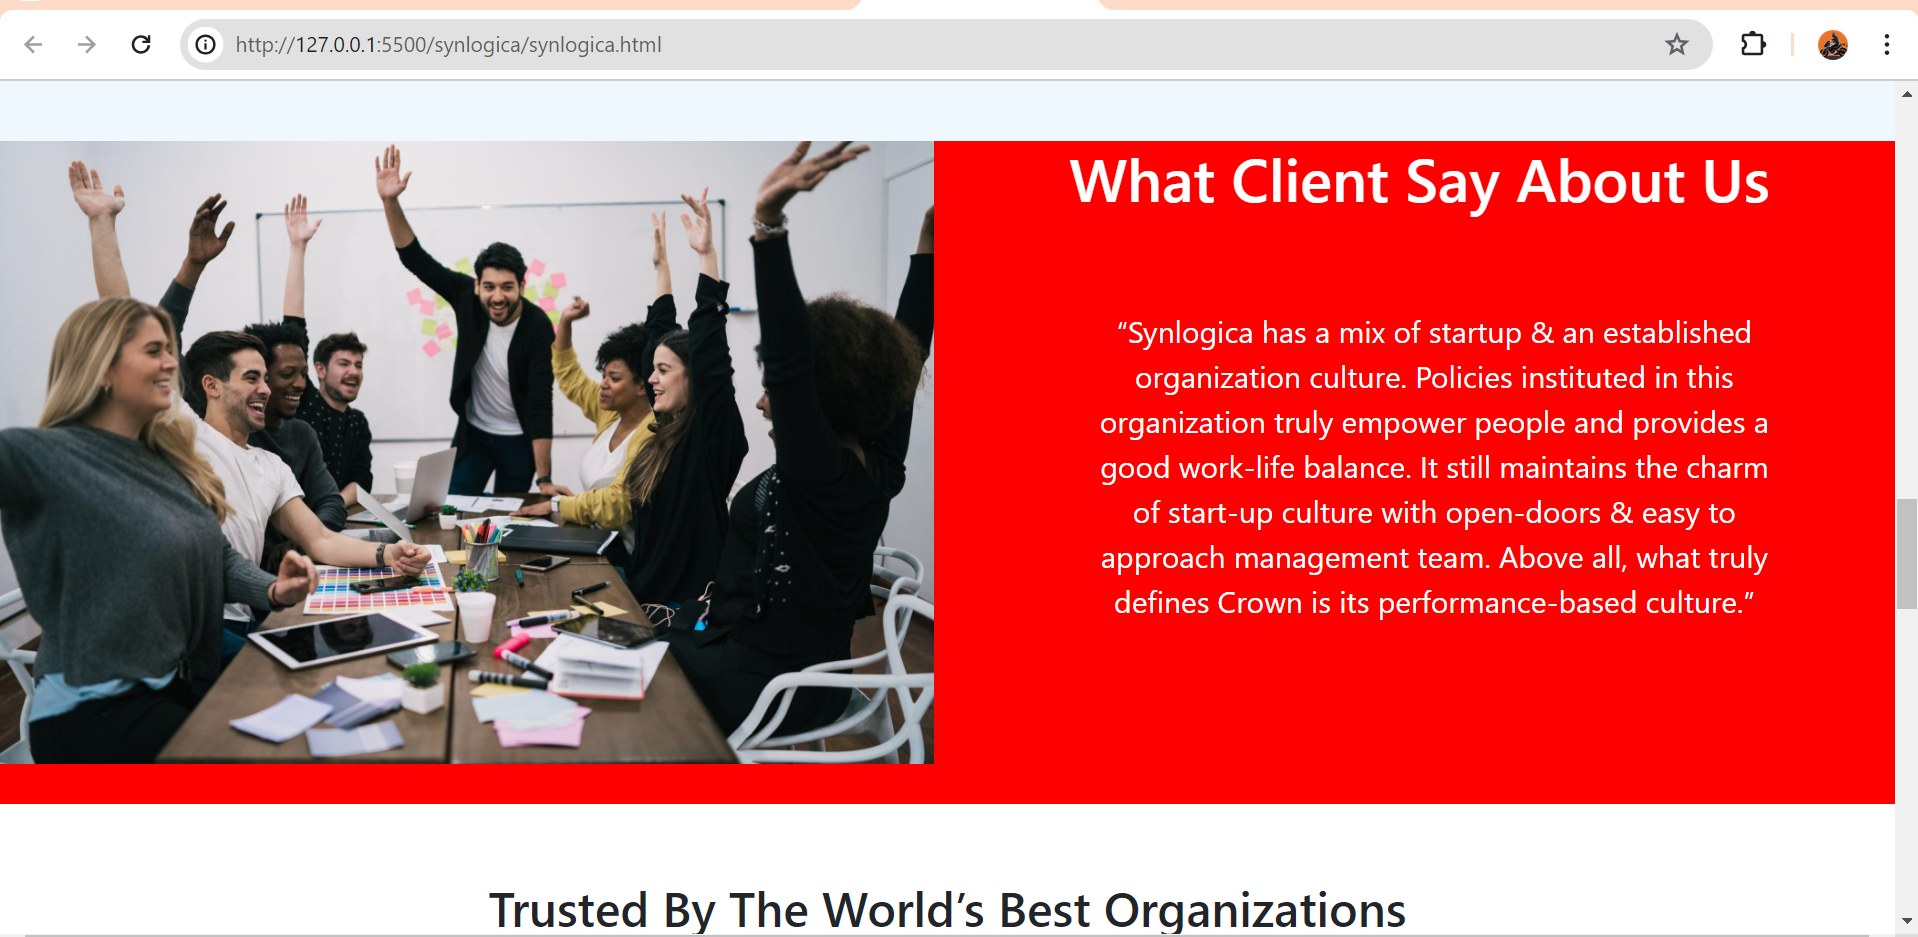 http://127.0.0.1:5500/synlogica/synlogica.html
What Client Say About Us
“Synlogica has a mix of startup & an established
organization culture. Policies instituted in this
organization truly empower people and provides a
good work-life balance. It still maintains the charm
of start-up culture with open-doors & easy to
approach management team. Above all, what truly
defines Crown is its performance-based culture.”
Trusted By The World’s Best Organizations